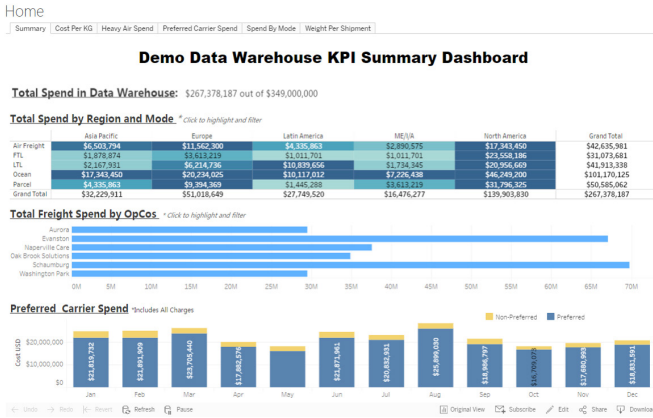 Home
Summary Cost Per KG Heavy Air Spend Preferred Carrier Spend Spend By Mode Weight Per Shipment
Demo Data Warehouse KPI Summary Dashboard
Total Spend in Data Warehouse: $267,378,187 out of $349,000,000
Total Spend by Region and Mode * Click to highlight and filter
Asia Pacific Europe Latin America ME/I/A North America Grand Total
Air Freight $6,503,794 $11,562,300 $4,335,863 $2,890,575 $17,343,450 $42,635,981
FTL $1,878,874 $3,613,219 $1,011,701 $1,011,701 $23,558,186 $31,073,681
LTL $2,167,931 $6,214,736 $10,839,656 $1,734,345 $20,956,669 $41,913,338
Ocean $17,343,450 $20,234,025 $10,117,012 $7,226,438 $46,249,200 $101,170,125
Parcel $4,335,863 $9,394,369 $1,445,288 $3,613,219 $31,796,325 $50,585,062
Grand Total $32,229,911 $51,018,649 $27,749,520 $16,476,277 $139,903,830 $267,378,187
Total Freight Spend by OpCos * Click to highlight and filter
Aurora
Evanston
Naperville Care
Oak Brook Solutions
Schaumburg
Washington Park
0M 5M 10M 15M 20M 25M 30M 35M 40M 45M 50M 55M 60M 65M 70M
Preferred Carrier Spend *Includes All Charges
Non-Preferred Preferred
Cost USD
$20,000,000
$10,000,000
$0
$21,819,732 $21,891,909 $23,705,440 $17,882,576 $21,871,961 $20,832,931 $25,899,030 $18,986,797 $16,709,073 $17,680,993 $18,831,591
Jan Feb Mar Apr May Jun Jul Aug Sep Oct Nov Dec
Undo Redo Revert Refresh Pause Original View Subscribe Edit Share Downloa